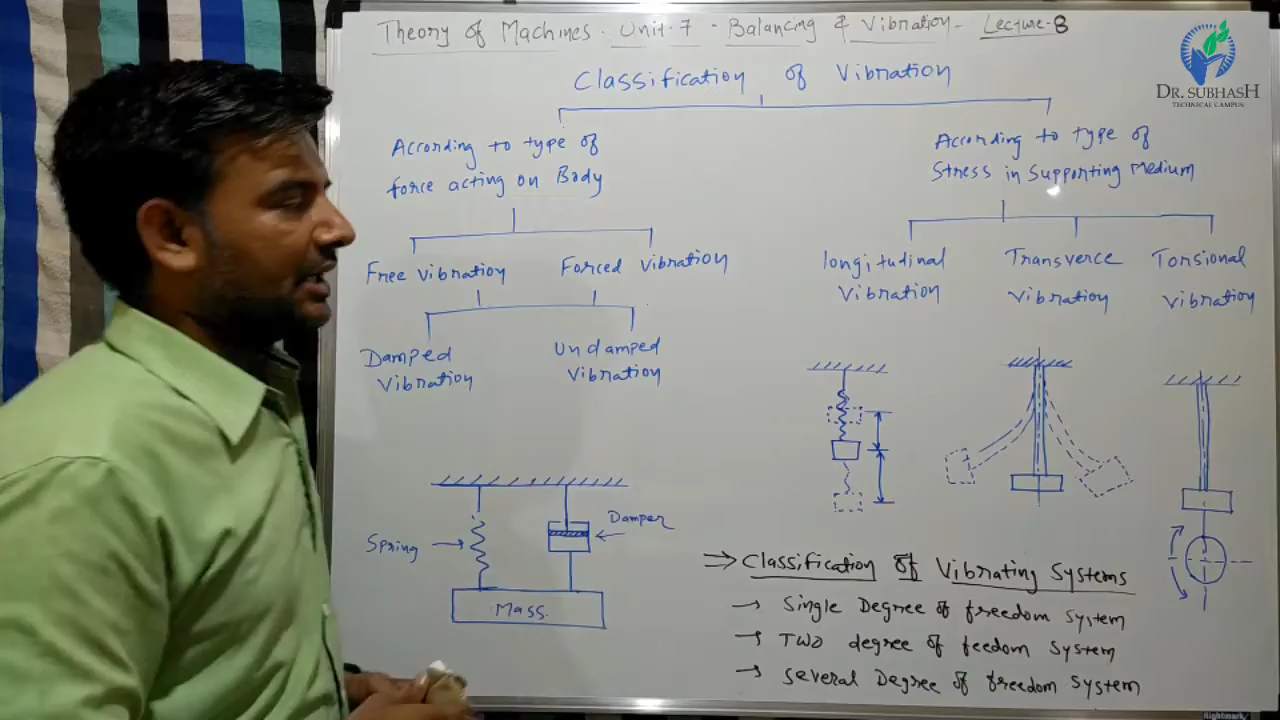 Theory of Machines. Unit-7 - Balancing & Vibration- Lecture-8
DR. SUBHASH
TECHNICAL CAMPUS
Classification of Vibration
According to type of
force acting on Body
According to type of
Stress in Supporting Medium
Free Vibration
Forced Vibration
Damped
Vibration
Undamped
Vibration
Longitudinal
Vibration
Transverce
Vibration
Torsional
Vibration
Spring
Damper
Mass.
⇒ Classification of Vibrating Systems
→ Single Degree of freedom system
→ Two degree of feedom system
→ Several Degree of freedom system
Rightmark